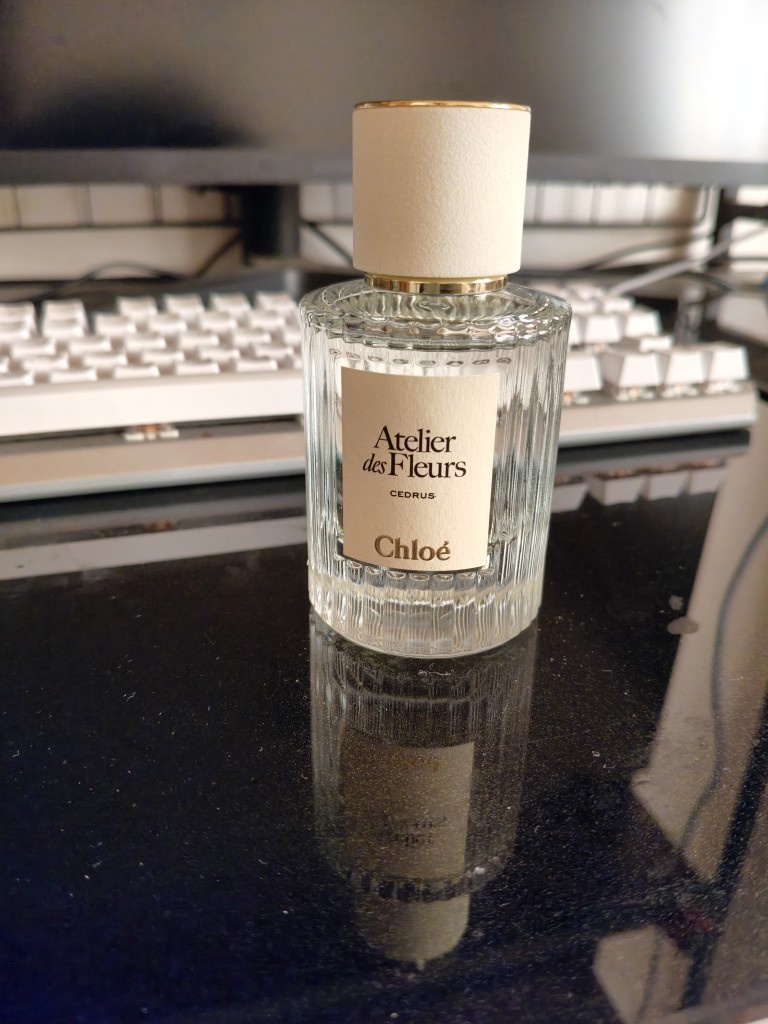 Atelier
des Fleurs
CEDRUS
Chloé